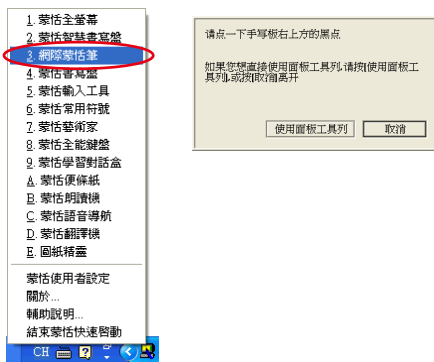 1. 蒙恬全螢幕
2. 蒙恬智慧書寫盤
3. 網際蒙恬筆
4. 蒙恬書寫盤
5. 蒙恬輸入工具
6. 蒙恬常用符號
7. 蒙恬藝術家
8. 蒙恬全能鍵盤
9. 蒙恬學習對話盒
A. 蒙恬便條紙
B. 蒙恬朗讀機
C. 蒙恬語音導航
D. 蒙恬翻譯機
E. 圖紙精靈
蒙恬使用者設定
關於...
輔助說明...
結束蒙恬快速啓動
CH
请点一下手写板右上方的黑点
如果您想直接使用面板工具列,请按[使用面板工
具列],或按[取消]离开
使用面板工具列
取消